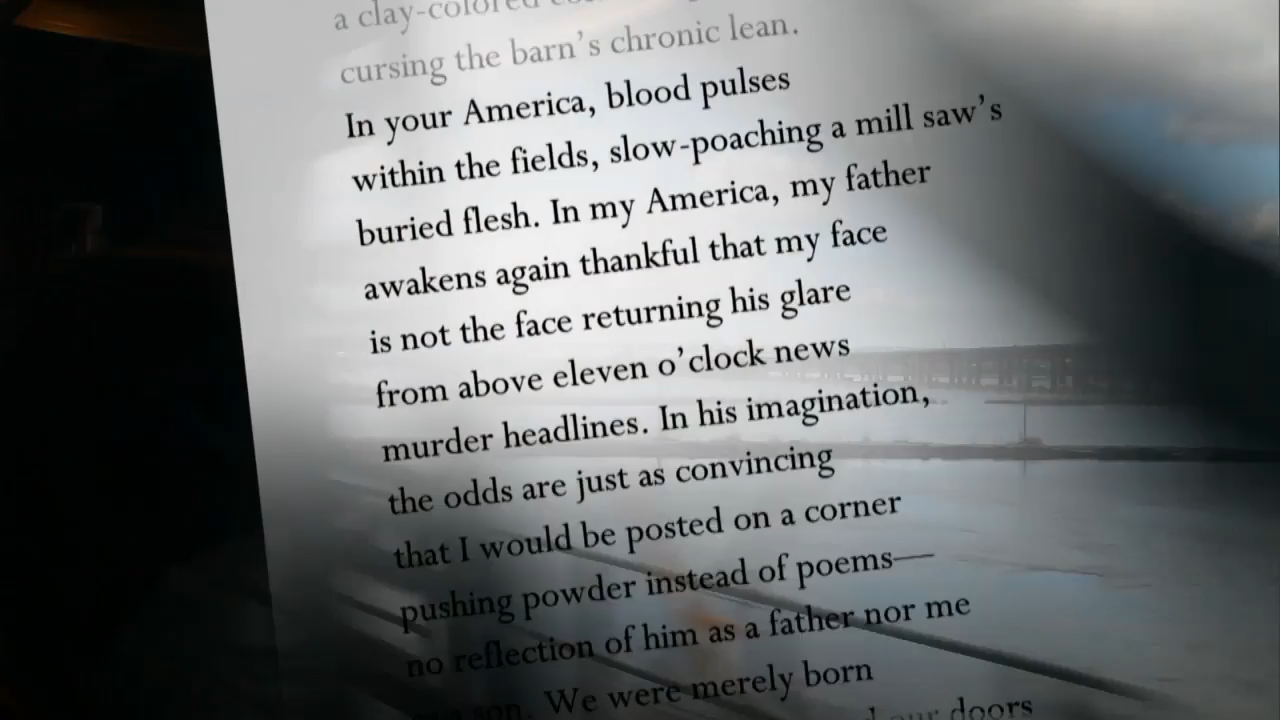 a clay-colored
cursing the barn's chronic lean.
In your America, blood pulses
within the fields, slow-poaching a mill saw's
buried flesh. In my America, my father
awakens again thankful that my face
is not the face returning his glare
from above eleven o'clock news
murder headlines. In his imagination,
the odds are just as convincing
that I would be posted on a corner
pushing powder instead of poems—
no reflection of him as a father nor me
son. We were merely born
our doors